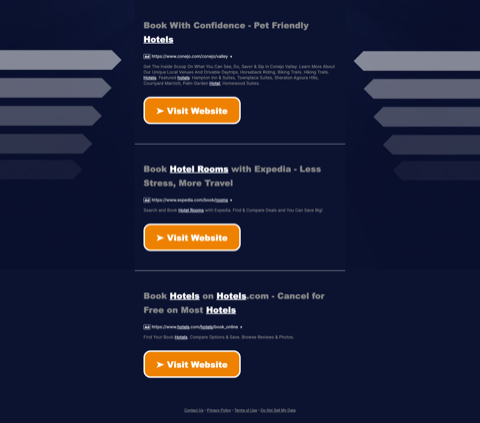 Book With Confidence - Pet Friendly
Hotels
Ad https://www.conejo.com/conejo/valley
Get The Inside Scoop On What You Can See, Do, Savor & Sip In Conejo Valley. Learn More About
Our Unique Local Venues And Drivable Daytrips. Horseback Riding. Biking Trails. Hiking Trails.
Hotels. Featured hotels: Hampton Inn & Suites, Towneplace Suites, Sheraton Agoura Hills,
Courtyard Marriott, Palm Garden Hotel, Homewood Suites.
➤ Visit Website
Book Hotel Rooms with Expedia - Less
Stress, More Travel
Ad https://www.expedia.com/book/rooms
Search and Book Hotel Rooms with Expedia. Find & Compare Deals and You Can Save Big!
➤ Visit Website
Book Hotels on Hotels.com - Cancel for
Free on Most Hotels
Ad https://www.hotels.com/hotels/book_online
Find Your Book Hotels. Compare Options & Save. Browse Reviews & Photos.
➤ Visit Website
Contact Us - Privacy Policy - Terms of Use - Do Not Sell My Data